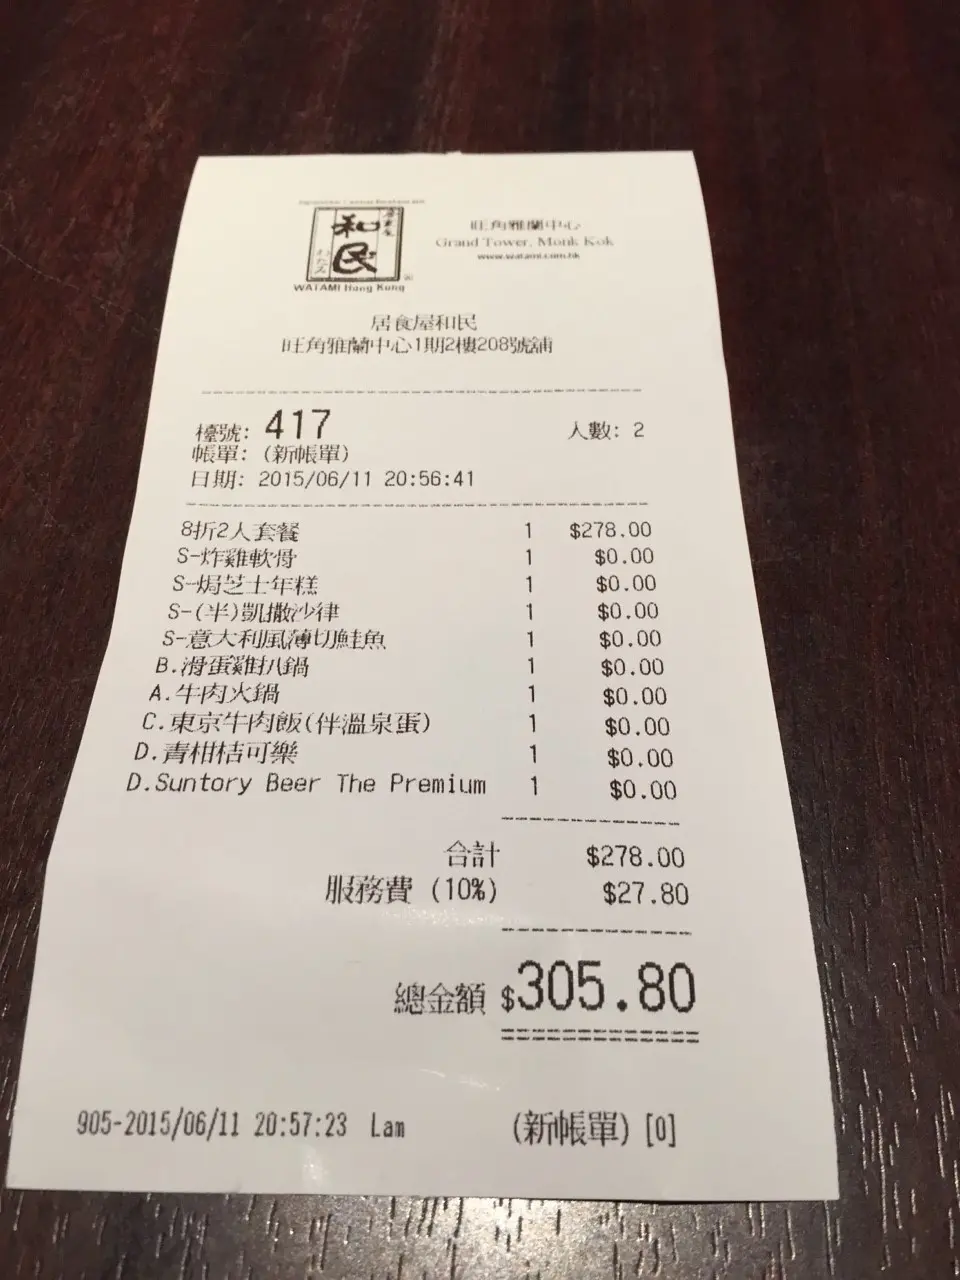 和民
居食屋
わたみ
WATAMI Hong Kong
旺角雅蘭中心
Grand Tower, Monk Kok
www.watami.com.hk
居食屋和民
旺角雅蘭中心1期2樓208號舖
檯號: 417 人數: 2
帳單: (新帳單)
日期: 2015/06/11 20:56:41
8折2人套餐 1 $278.00
S-炸雞軟骨 1 $0.00
S-焗芝士年糕 1 $0.00
S-(半)凱撒沙律 1 $0.00
S-意大利風薄切鮭魚 1 $0.00
B.滑蛋雞扒鍋 1 $0.00
A.牛肉火鍋 1 $0.00
C.東京牛肉飯(伴溫泉蛋) 1 $0.00
D.青柑桔可樂 1 $0.00
D.Suntory Beer The Premium 1 $0.00
合計 $278.00
服務費 (10%) $27.80
總金額 $305.80
905-2015/06/11 20:57:23 Lam (新帳單) [0]